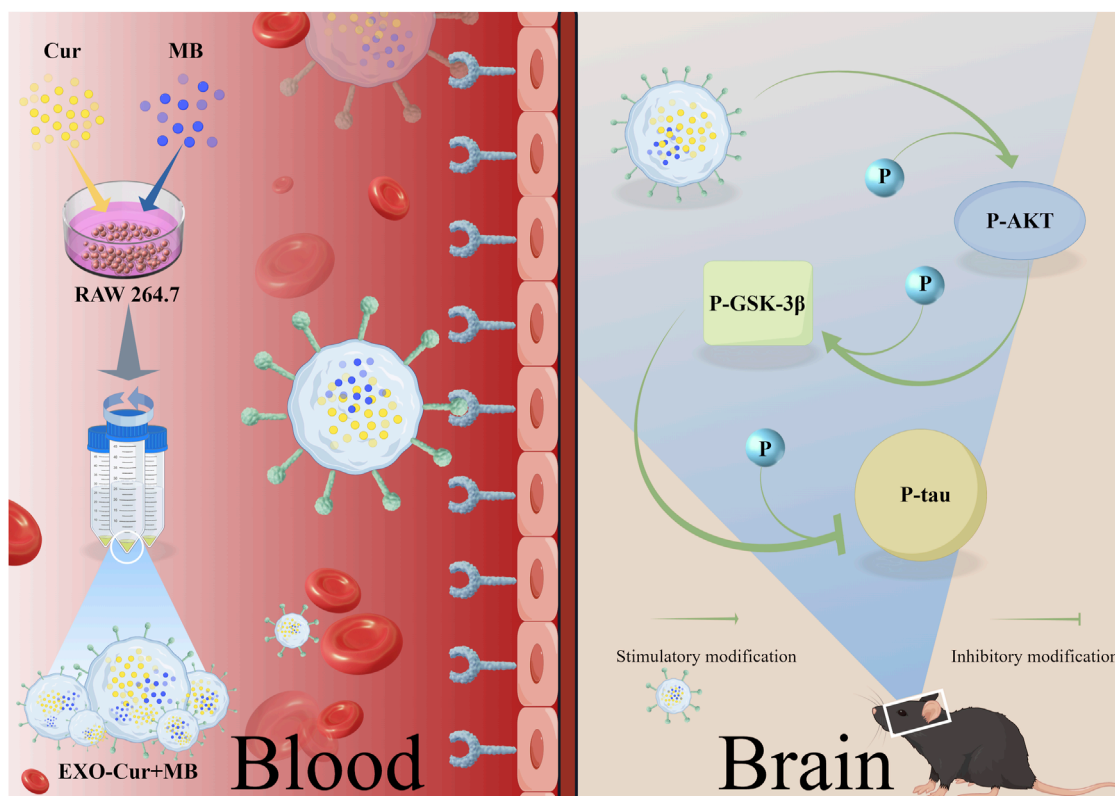 Cur
MB
RAW 264.7
EXO-Cur+MB
Blood
P
P-AKT
P
P-GSK-3β
P
P-tau
Stimulatory modification
Inhibitory modification
Brain